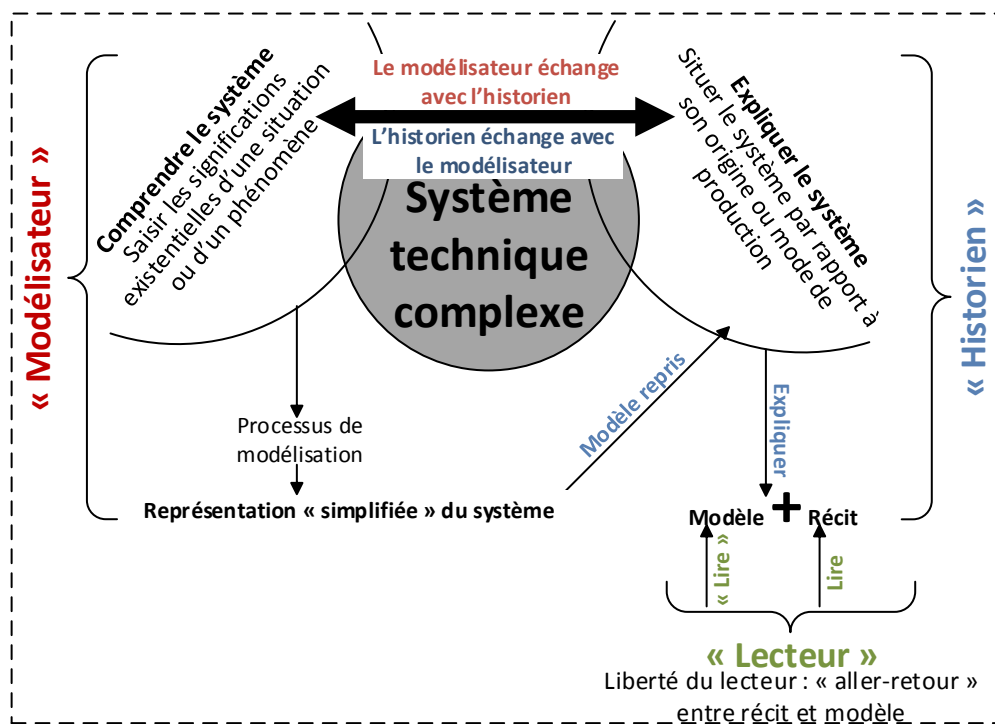 Le modélisateur échange
avec l’historien
L’historien échange avec
le modélisateur
Comprendre le système
Saisir les significations
existentielles d’une situation
ou d’un phénomène
Expliquer le système
Situer le système par rapport à
son origine ou mode de
production
Système
technique
complexe
« Modélisateur »
« Historien »
Processus de
modélisation
Représentation « simplifiée » du système
Modèle repris
Expliquer
Modèle + Récit
« Lire »
Lire
« Lecteur »
Liberté du lecteur : « aller-retour »
entre récit et modèle